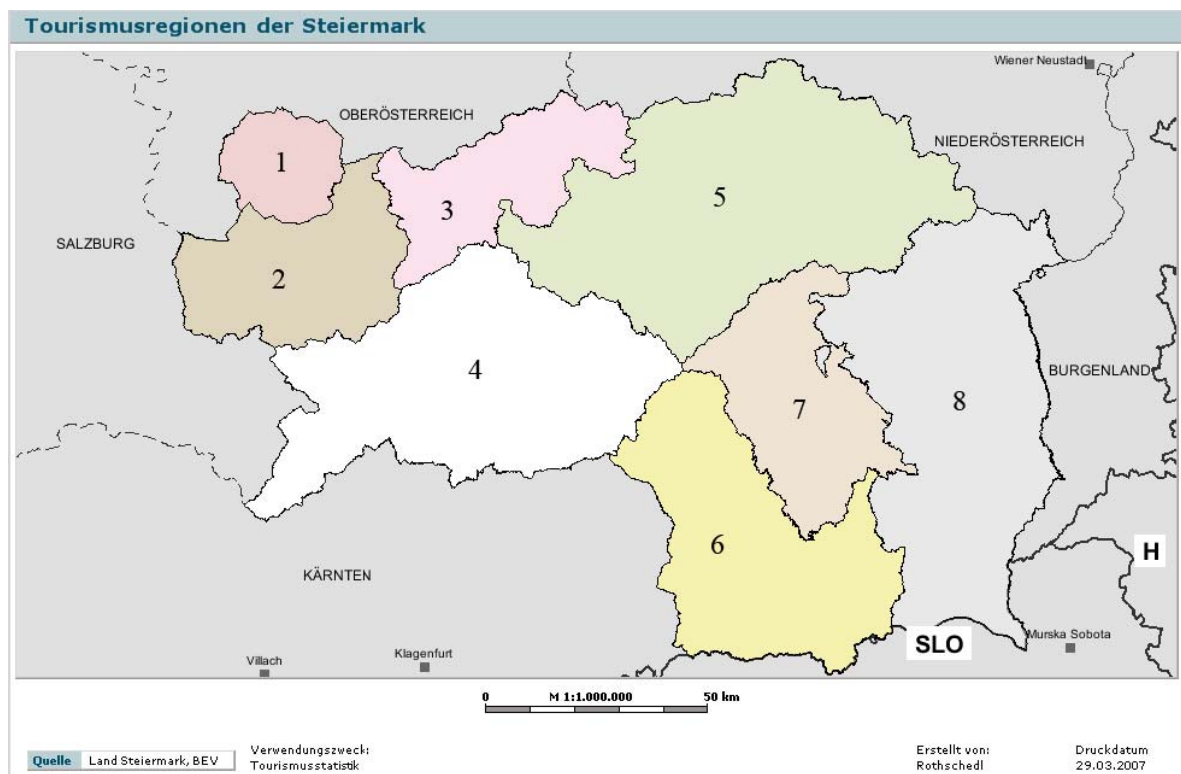 Tourismusregionen der Steiermark
Wiener Neustadt
OBERÖSTERREICH
NIEDERÖSTERREICH
1
5
3
SALZBURG
2
4
BURGENLAND
8
7
6
H
KÄRNTEN
SLO
Murska Sobota
Klagenfurt
Villach
0 M 1:1.000.000 50 km
Quelle Land Steiermark, BEV
Verwendungszweck:
Tourismusstatistik
Erstellt von:
Rothschedl
Druckdatum
29.03.2007